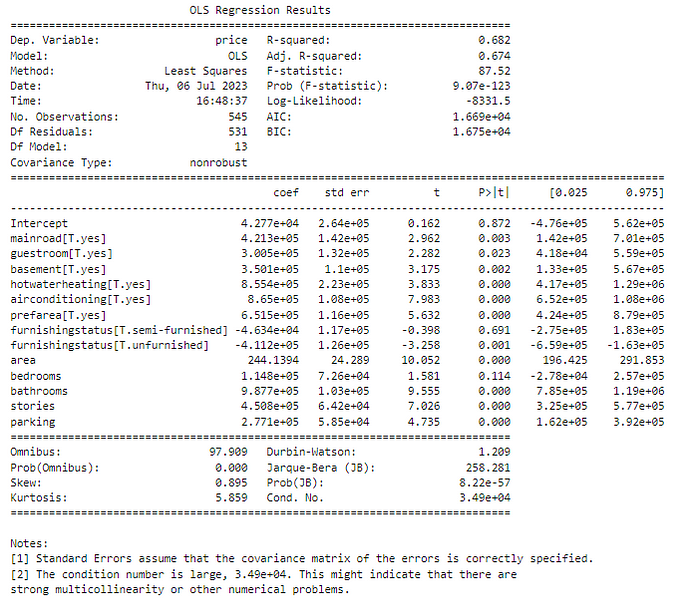 OLS Regression Results
==============================================================================
Dep. Variable: price R-squared: 0.682
Model: OLS Adj. R-squared: 0.674
Method: Least Squares F-statistic: 87.52
Date: Thu, 06 Jul 2023 Prob (F-statistic): 9.07e-123
Time: 16:48:37 Log-Likelihood: -8331.5
No. Observations: 545 AIC: 1.669e+04
Df Residuals: 531 BIC: 1.675e+04
Df Model: 13
Covariance Type: nonrobust
===================================================================================================
coef std err t P>|t| [0.025 0.975]
---------------------------------------------------------------------------------------------------
Intercept 4.277e+04 2.64e+05 0.162 0.872 -4.76e+05 5.62e+05
mainroad[T.yes] 4.213e+05 1.42e+05 2.962 0.003 1.42e+05 7.01e+05
guestroom[T.yes] 3.005e+05 1.32e+05 2.282 0.023 4.18e+04 5.59e+05
basement[T.yes] 3.501e+05 1.1e+05 3.175 0.002 1.33e+05 5.67e+05
hotwaterheating[T.yes] 8.554e+05 2.23e+05 3.833 0.000 4.17e+05 1.29e+06
airconditioning[T.yes] 8.65e+05 1.08e+05 7.983 0.000 6.52e+05 1.08e+06
prefarea[T.yes] 6.515e+05 1.16e+05 5.632 0.000 4.24e+05 8.79e+05
furnishingstatus[T.semi-furnished] -4.634e+04 1.17e+05 -0.398 0.691 -2.75e+05 1.83e+05
furnishingstatus[T.unfurnished] -4.112e+05 1.26e+05 -3.258 0.001 -6.59e+05 -1.63e+05
area 244.1394 24.289 10.052 0.000 196.425 291.853
bedrooms 1.148e+05 7.26e+04 1.581 0.114 -2.78e+04 2.57e+05
bathrooms 9.877e+05 1.03e+05 9.555 0.000 7.85e+05 1.19e+06
stories 4.508e+05 6.42e+04 7.026 0.000 3.25e+05 5.77e+05
parking 2.771e+05 5.85e+04 4.735 0.000 1.62e+05 3.92e+05
==============================================================================
Omnibus: 97.909 Durbin-Watson: 1.209
Prob(Omnibus): 0.000 Jarque-Bera (JB): 258.281
Skew: 0.895 Prob(JB): 8.22e-57
Kurtosis: 5.859 Cond. No. 3.49e+04
==============================================================================
Notes:
[1] Standard Errors assume that the covariance matrix of the errors is correctly specified.
[2] The condition number is large, 3.49e+04. This might indicate that there are
strong multicollinearity or other numerical problems.